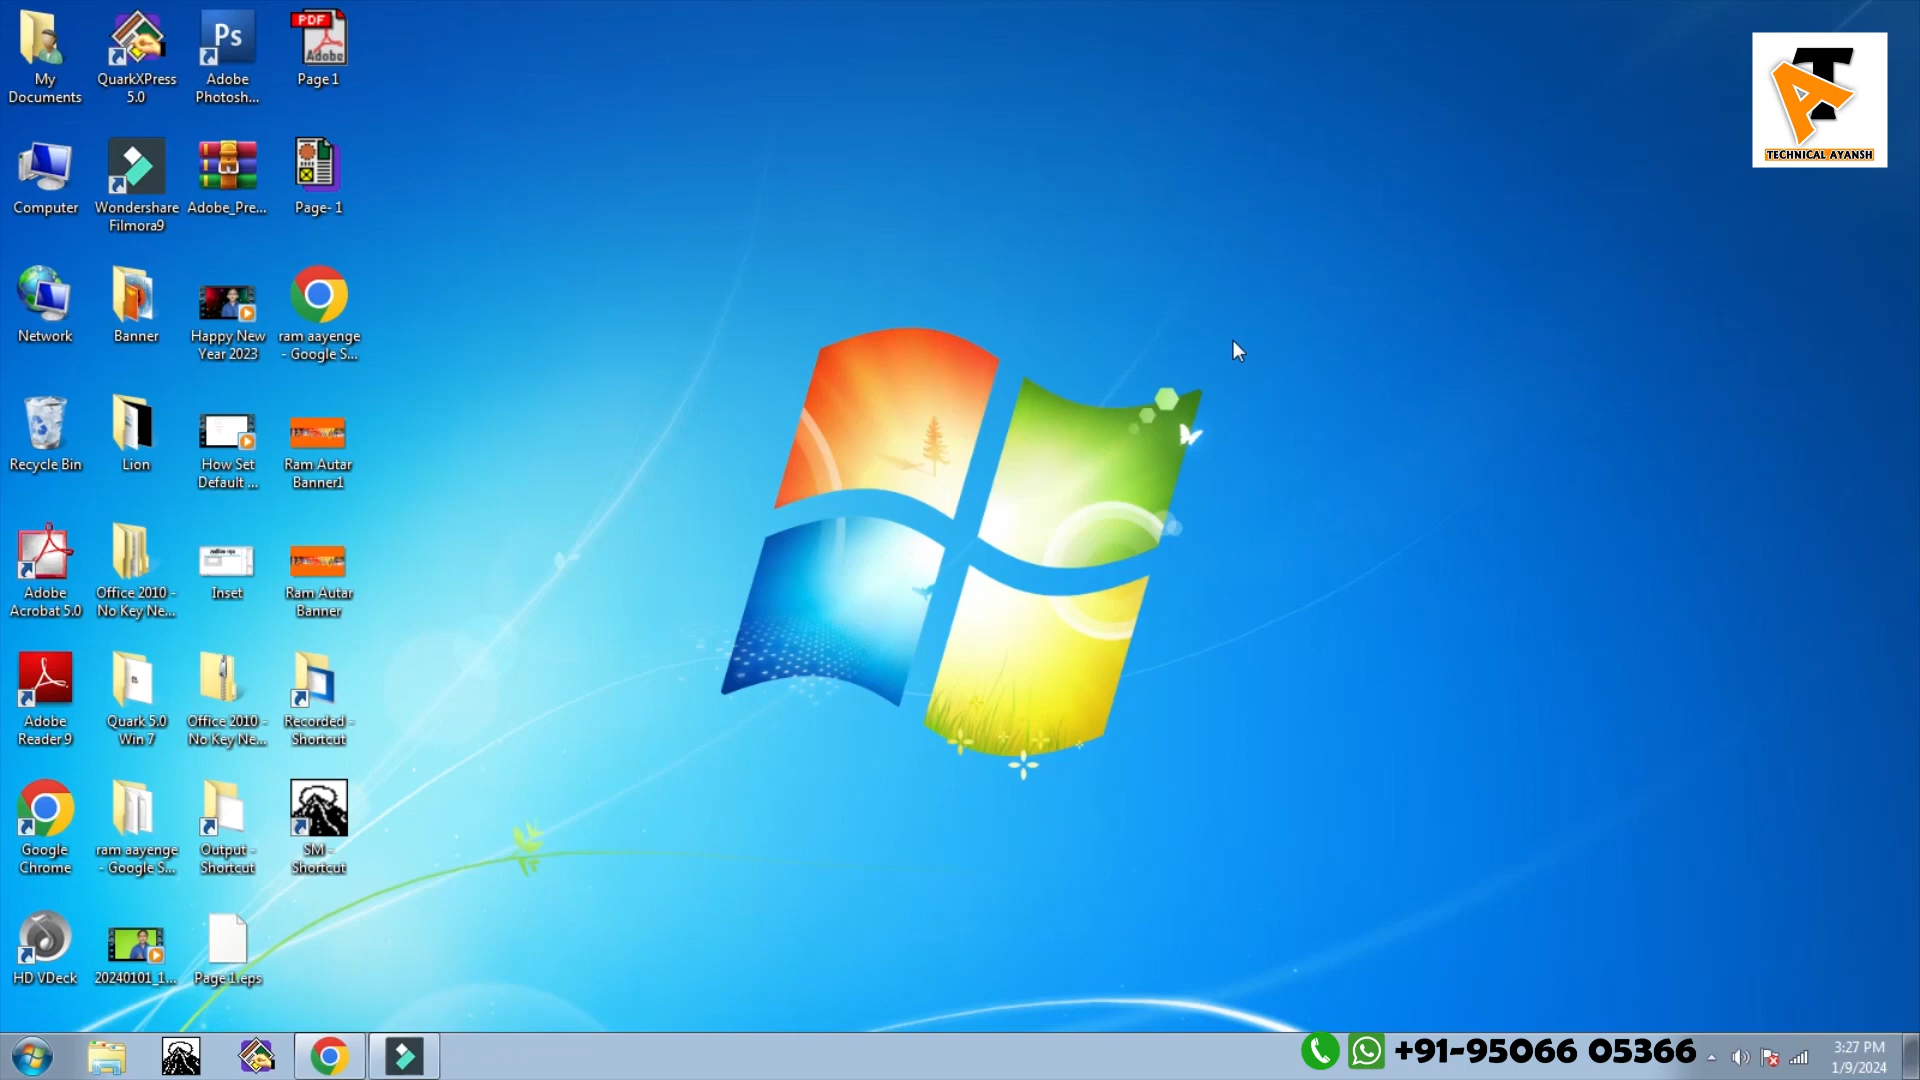 My
Documents
QuarkXPress
5.0
Ps
Adobe
Photosh...
PDF
Adobe
Page 1
Computer
Wondershare
Filmora9
Adobe_Pre...
Page- 1
Network
Banner
Happy New
Year 2023
ram aayenge
- Google S...
Recycle Bin
Lion
How Set
Default ...
Ram Autar
Banner1
Adobe
Acrobat 5.0
Office 2010 -
No Key Ne...
Inset
Ram Autar
Banner
Adobe
Reader 9
Quark 5.0
Win 7
Office 2010 -
No Key Ne...
Recorded -
Shortcut
Google
Chrome
ram aayenge
- Google S...
Output -
Shortcut
SM -
Shortcut
HD VDeck
20240101_1...
Page 1.eps
AT
TECHNICAL AYANSH
+91-95066 05366
3:27 PM
1/9/2024